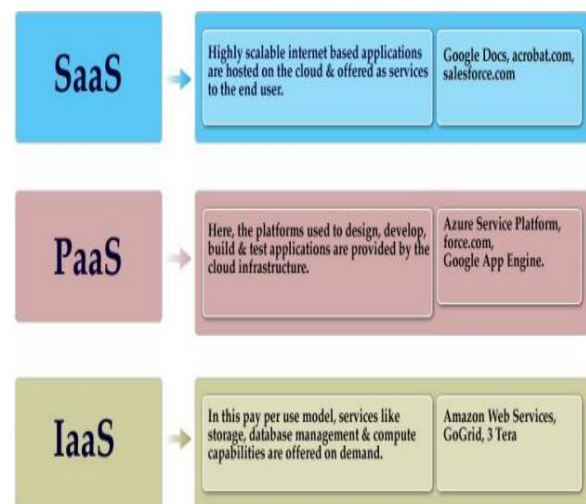 SaaS
Highly scalable internet based applications
are hosted on the cloud & offered as services
to the end user.
Google Docs, acrobat.com,
salesforce.com
PaaS
Here, the platforms used to design, develop,
build & test applications are provided by the
cloud infrastructure.
Azure Service Platform,
force.com,
Google App Engine.
IaaS
In this pay per use model, services like
storage, database management & compute
capabilities are offered on demand.
Amazon Web Services,
GoGrid, 3 Tera